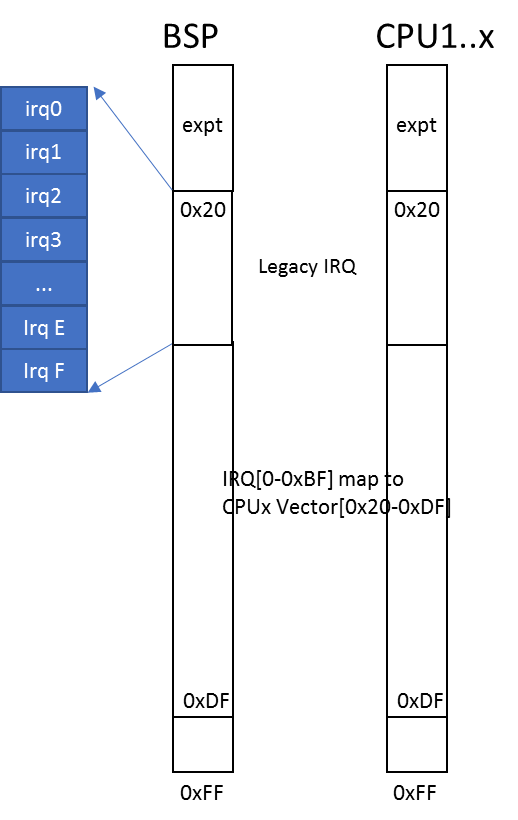 BSP
CPU1..x
irq0
irq1
irq2
irq3
...
Irq E
Irq F
expt
expt
0x20
0x20
Legacy IRQ
IRQ[0-0xBF] map to
CPUx Vector[0x20-0xDF]
0xDF
0xDF
0xFF
0xFF